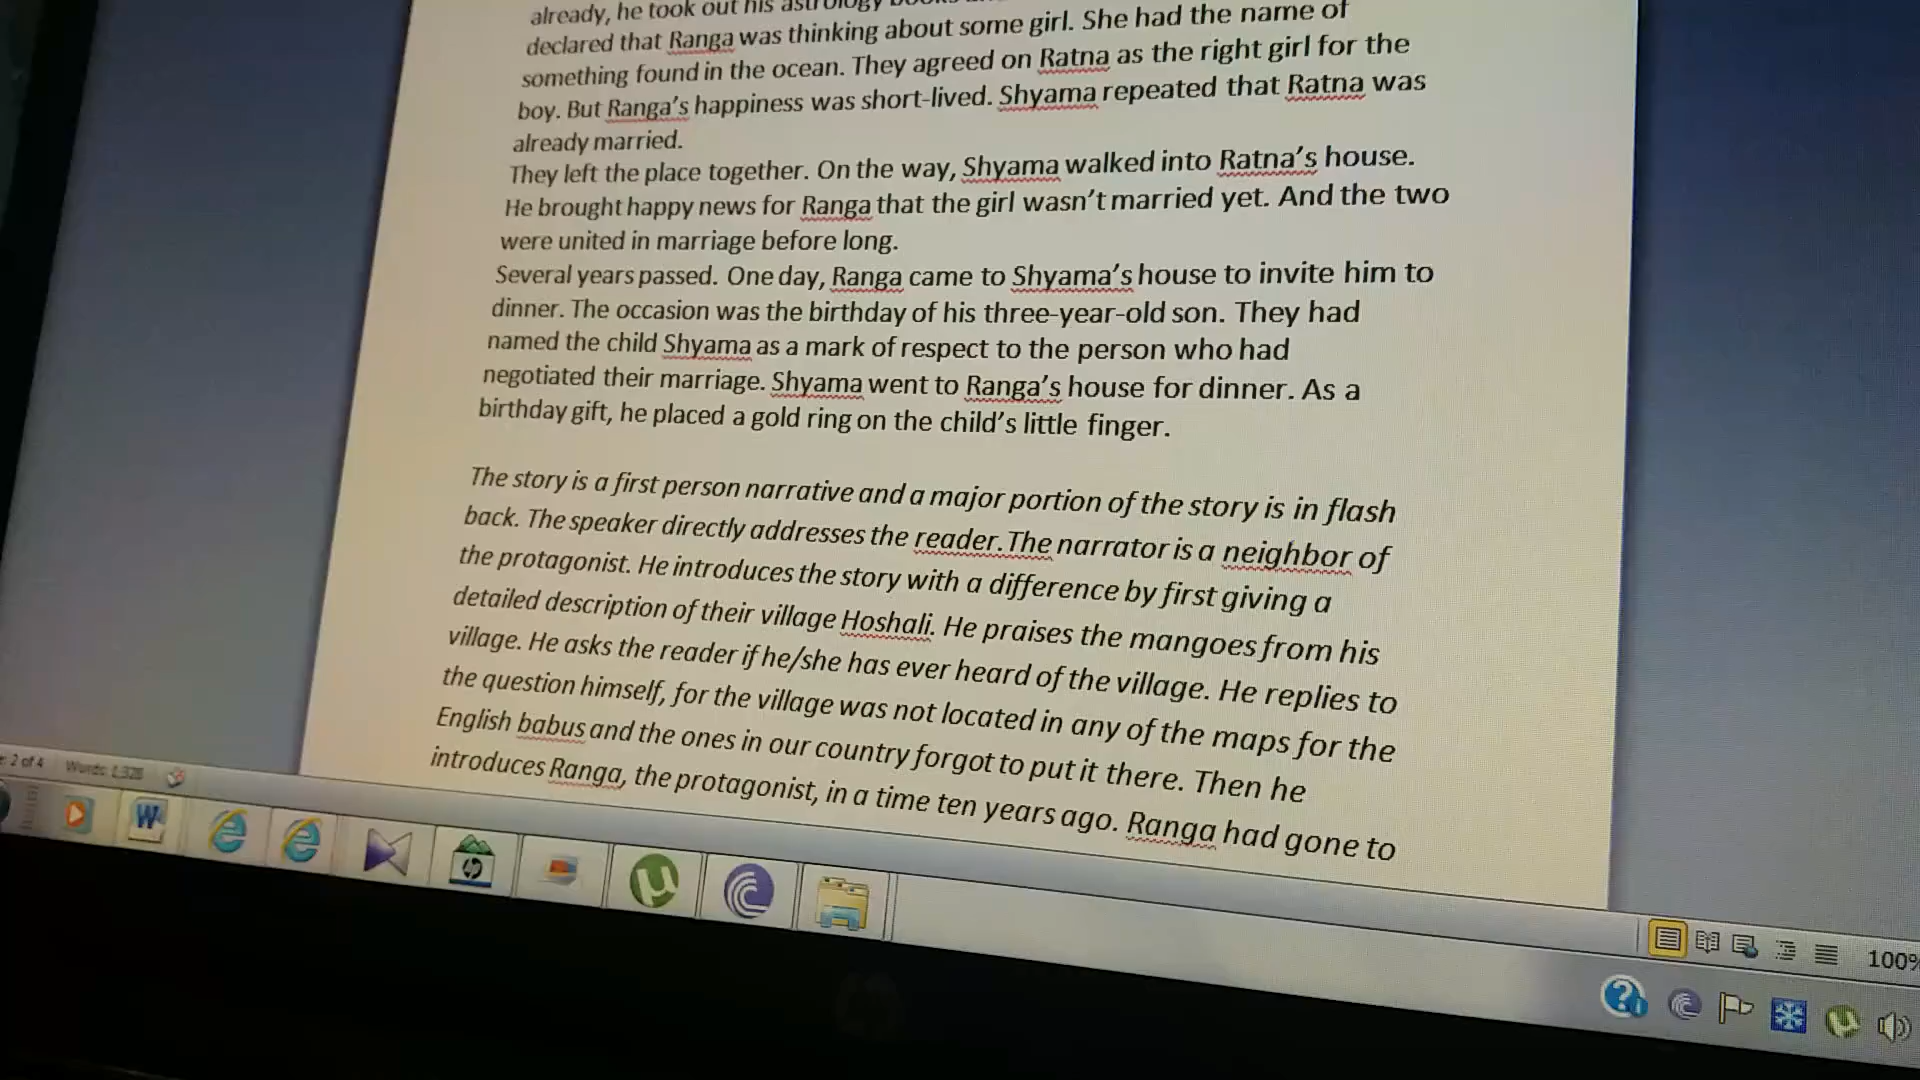 already, he took out his astrology
declared that Ranga was thinking about some girl. She had the name of
something found in the ocean. They agreed on Ratna as the right girl for the
boy. But Ranga's happiness was short-lived. Shyama repeated that Ratna was
already married.
They left the place together. On the way, Shyama walked into Ratna's house.
He brought happy news for Ranga that the girl wasn't married yet. And the two
were united in marriage before long.
Several years passed. One day, Ranga came to Shyama's house to invite him to
dinner. The occasion was the birthday of his three-year-old son. They had
named the child Shyama as a mark of respect to the person who had
negotiated their marriage. Shyama went to Ranga's house for dinner. As a
birthday gift, he placed a gold ring on the child's little finger.
The story is a first person narrative and a major portion of the story is in flash
back. The speaker directly addresses the reader.The narrator is a neighbor of
the protagonist. He introduces the story with a difference by first giving a
detailed description of their village Hoshali. He praises the mangoes from his
village. He asks the reader if he/she has ever heard of the village. He replies to
the question himself, for the village was not located in any of the maps for the
English babus and the ones in our country forgot to put it there. Then he
introduces Ranga, the protagonist, in a time ten years ago. Ranga had gone to
2 of 4 Words: 1,328
100%